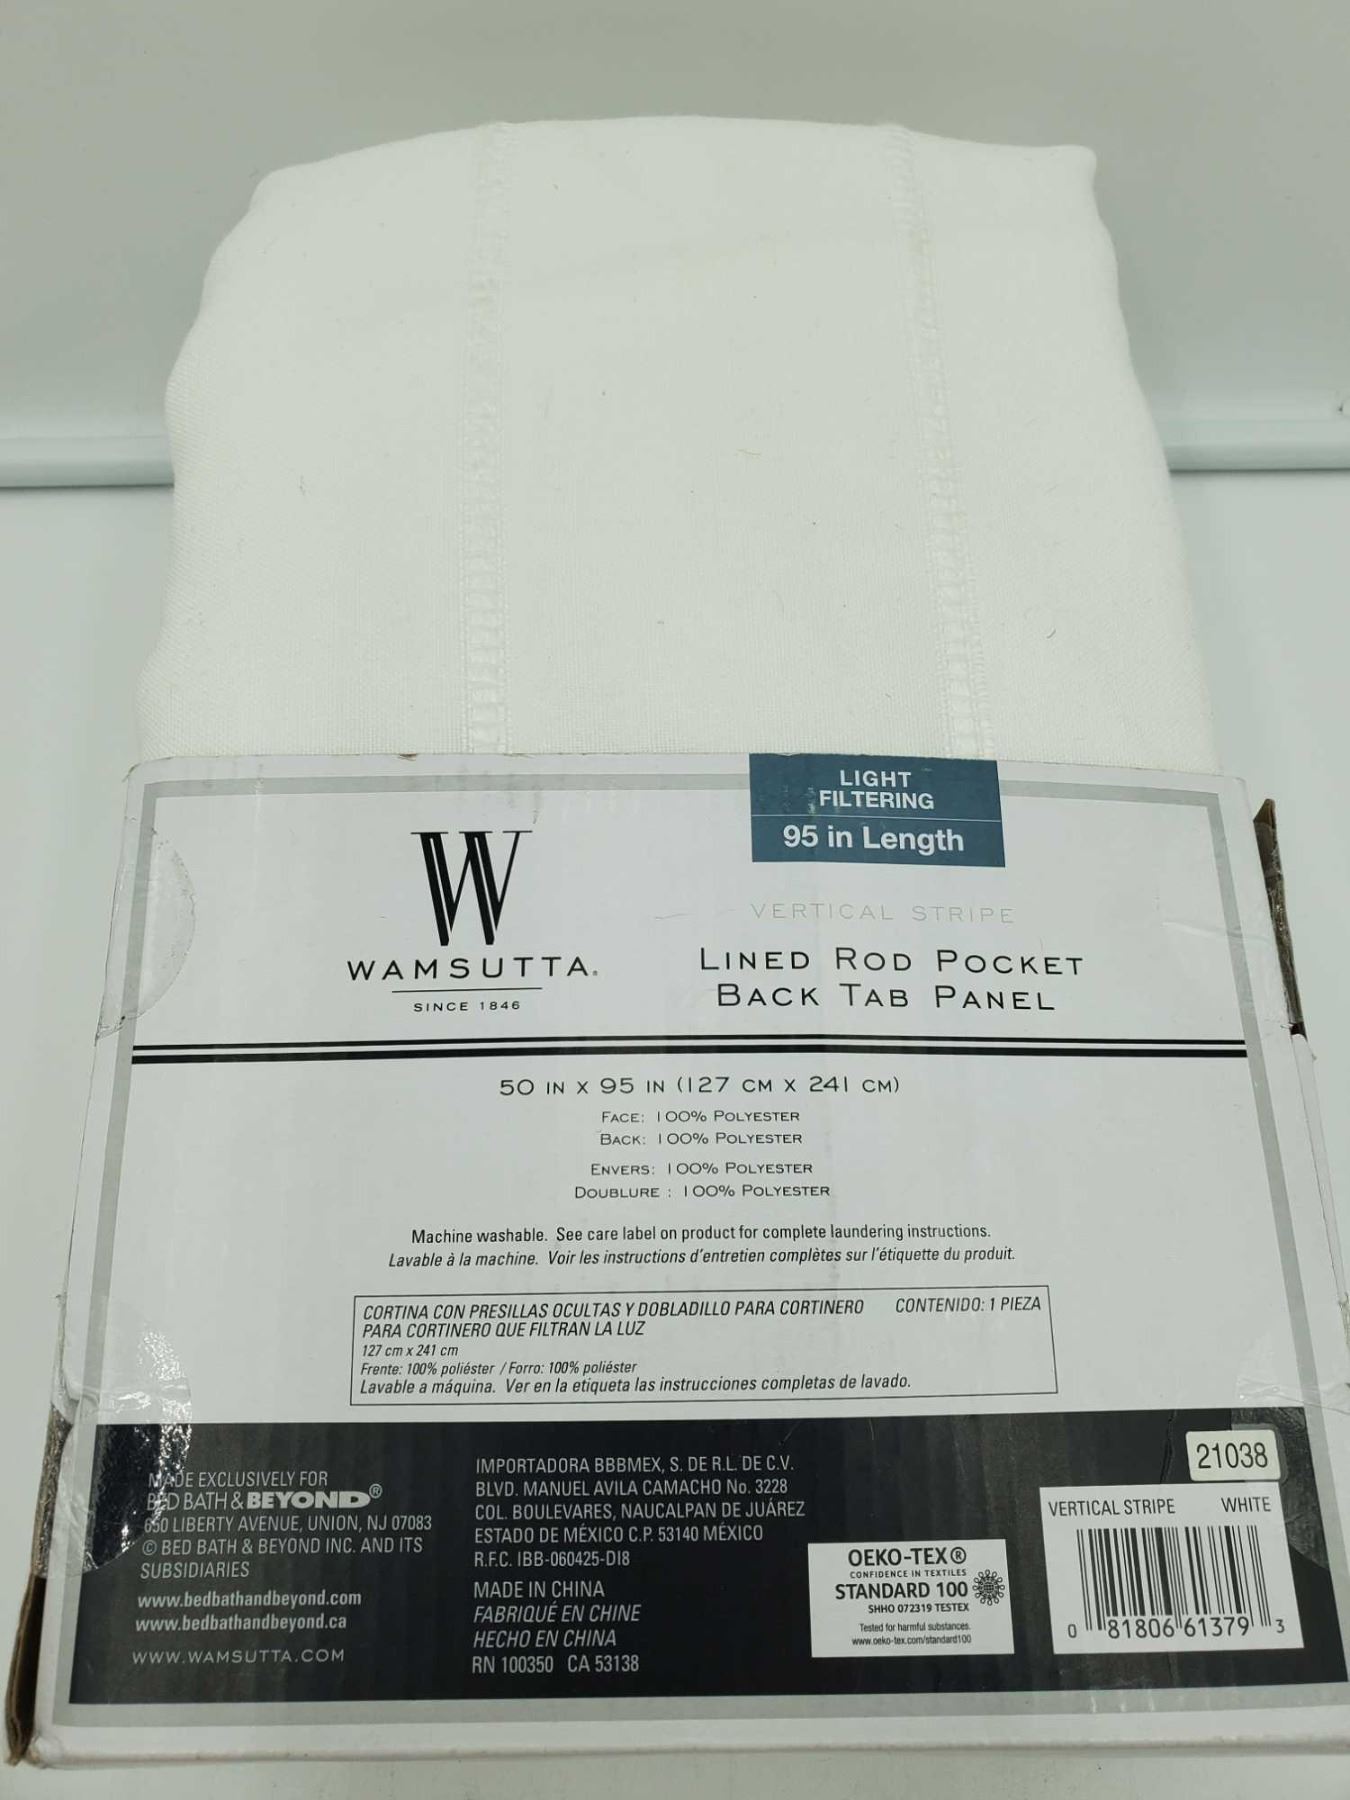 LIGHT
FILTERING
95 in Length
W
WAMSUTTA®
SINCE 1846
VERTICAL STRIPE
LINED ROD POCKET
BACK TAB PANEL
50 IN X 95 IN (127 CM X 241 CM)
FACE: 100% POLYESTER
BACK: 100% POLYESTER
ENVERS: 100% POLYESTER
DOUBLURE : 100% POLYESTER
Machine washable. See care label on product for complete laundering instructions.
Lavable à la machine. Voir les instructions d'entretien complètes sur l'étiquette du produit.
CORTINA CON PRESILLAS OCULTAS Y DOBLADILLO PARA CORTINERO CONTENIDO: 1 PIEZA
PARA CORTINERO QUE FILTRAN LA LUZ
127 cm x 241 cm
Frente: 100% poliéster / Forro: 100% poliéster
Lavable a máquina. Ver en la etiqueta las instrucciones completas de lavado.
MADE EXCLUSIVELY FOR
BED BATH & BEYOND®
650 LIBERTY AVENUE, UNION, NJ 07083
© BED BATH & BEYOND INC. AND ITS
SUBSIDIARIES
www.bedbathandbeyond.com
www.bedbathandbeyond.ca
WWW.WAMSUTTA.COM
IMPORTADORA BBBMEX, S. DE R.L. DE C.V.
BLVD. MANUEL AVILA CAMACHO No. 3228
COL. BOULEVARES, NAUCALPAN DE JUÁREZ
ESTADO DE MÉXICO C.P. 53140 MÉXICO
R.F.C. IBB-060425-DI8
MADE IN CHINA
FABRIQUÉ EN CHINE
HECHO EN CHINA
RN 100350 CA 53138
OEKO-TEX®
CONFIDENCE IN TEXTILES
STANDARD 100
SHHO 072319 TESTEX
Tested for harmful substances.
www.oeko-tex.com/standard100
21038
VERTICAL STRIPE WHITE
0 81806 61379 3